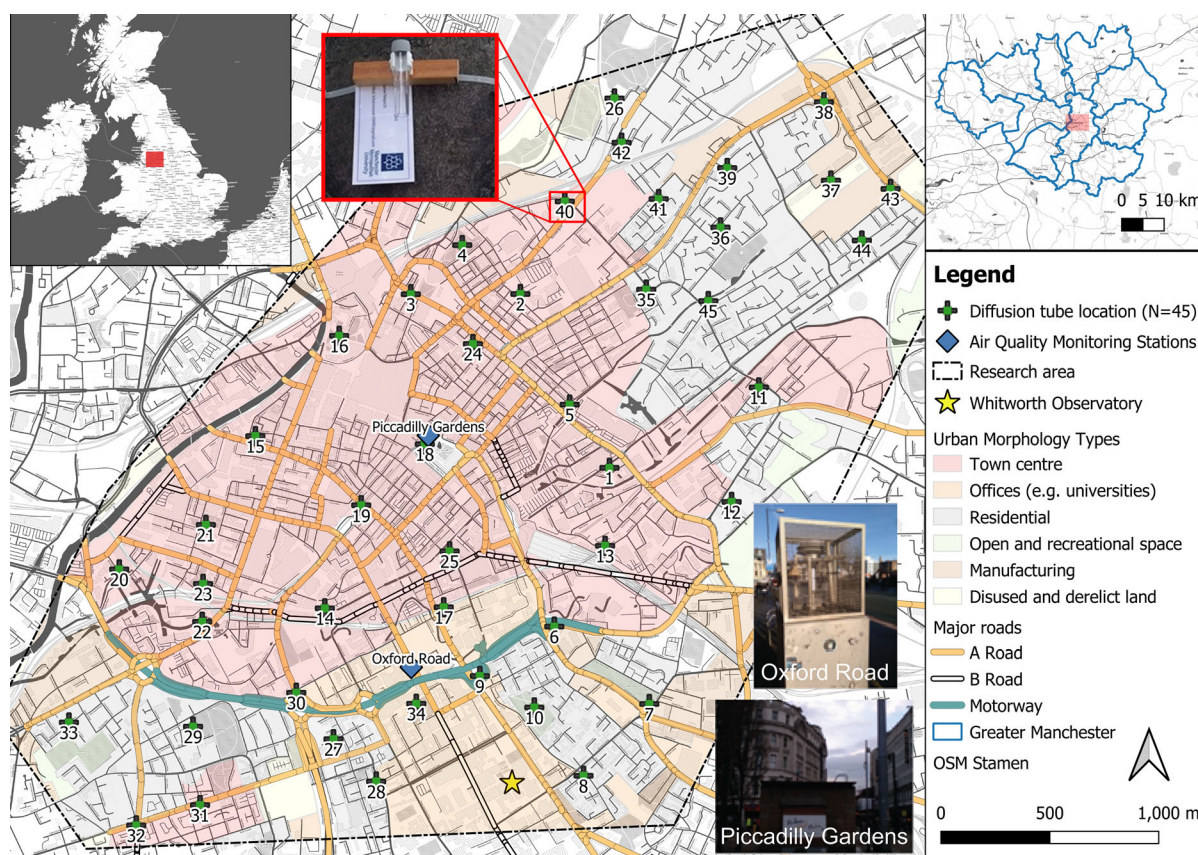 26
38
42
39
37
43
40
41
36
4
44
3
2
35
45
16
24
11
5
Piccadilly Gardens
15
18
1
19
12
21
25
13
20
23
14
17
22
6
Oxford Road
9
30
34
10
7
33
29
27
28
8
31
32
Oxford Road
Piccadilly Gardens
0 5 10 km
Legend
Diffusion tube location (N=45)
Air Quality Monitoring Stations
Research area
Whitworth Observatory
Urban Morphology Types
Town centre
Offices (e.g. universities)
Residential
Open and recreational space
Manufacturing
Disused and derelict land
Major roads
A Road
B Road
Motorway
Greater Manchester
OSM Stamen
0 500 1,000 m